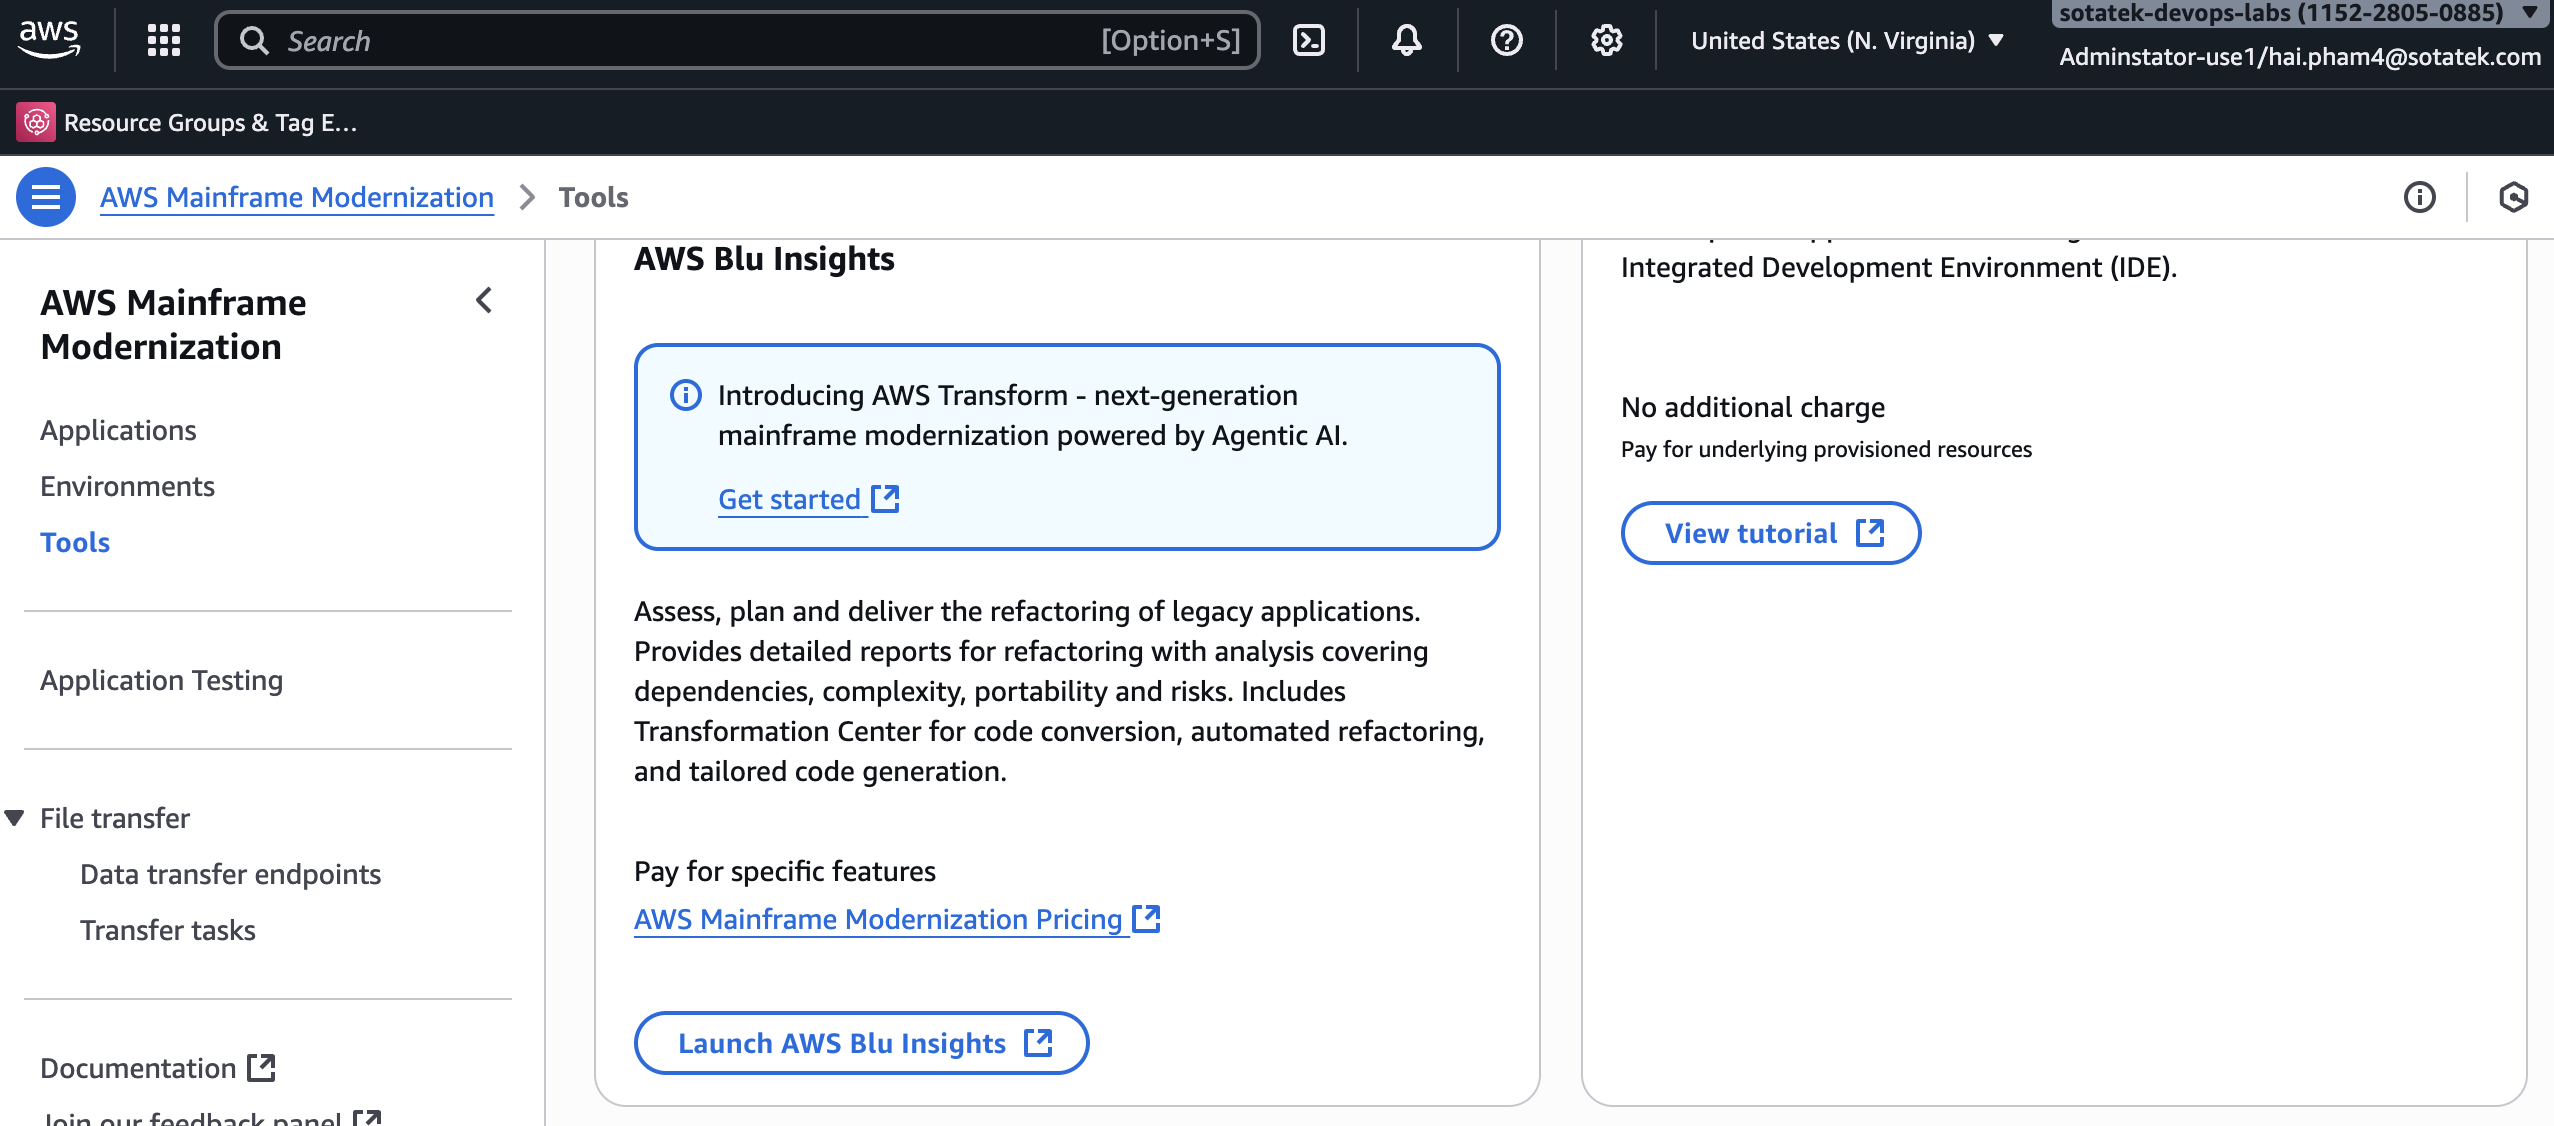 aws
Search
[Option+S]
United States (N. Virginia)
sotatek-devops-labs (1152-2805-0885)
Adminstator-use1/hai.pham4@sotatek.com
Resource Groups & Tag E...
AWS Mainframe Modernization
Tools
AWS Mainframe
Modernization
Applications
Environments
Tools
Application Testing
File transfer
Data transfer endpoints
Transfer tasks
Documentation
Join our feedback panel
AWS Blu Insights
Introducing AWS Transform - next-generation
mainframe modernization powered by Agentic AI.
Get started
Assess, plan and deliver the refactoring of legacy applications.
Provides detailed reports for refactoring with analysis covering
dependencies, complexity, portability and risks. Includes
Transformation Center for code conversion, automated refactoring,
and tailored code generation.
Pay for specific features
AWS Mainframe Modernization Pricing
Launch AWS Blu Insights
Integrated Development Environment (IDE).
No additional charge
Pay for underlying provisioned resources
View tutorial